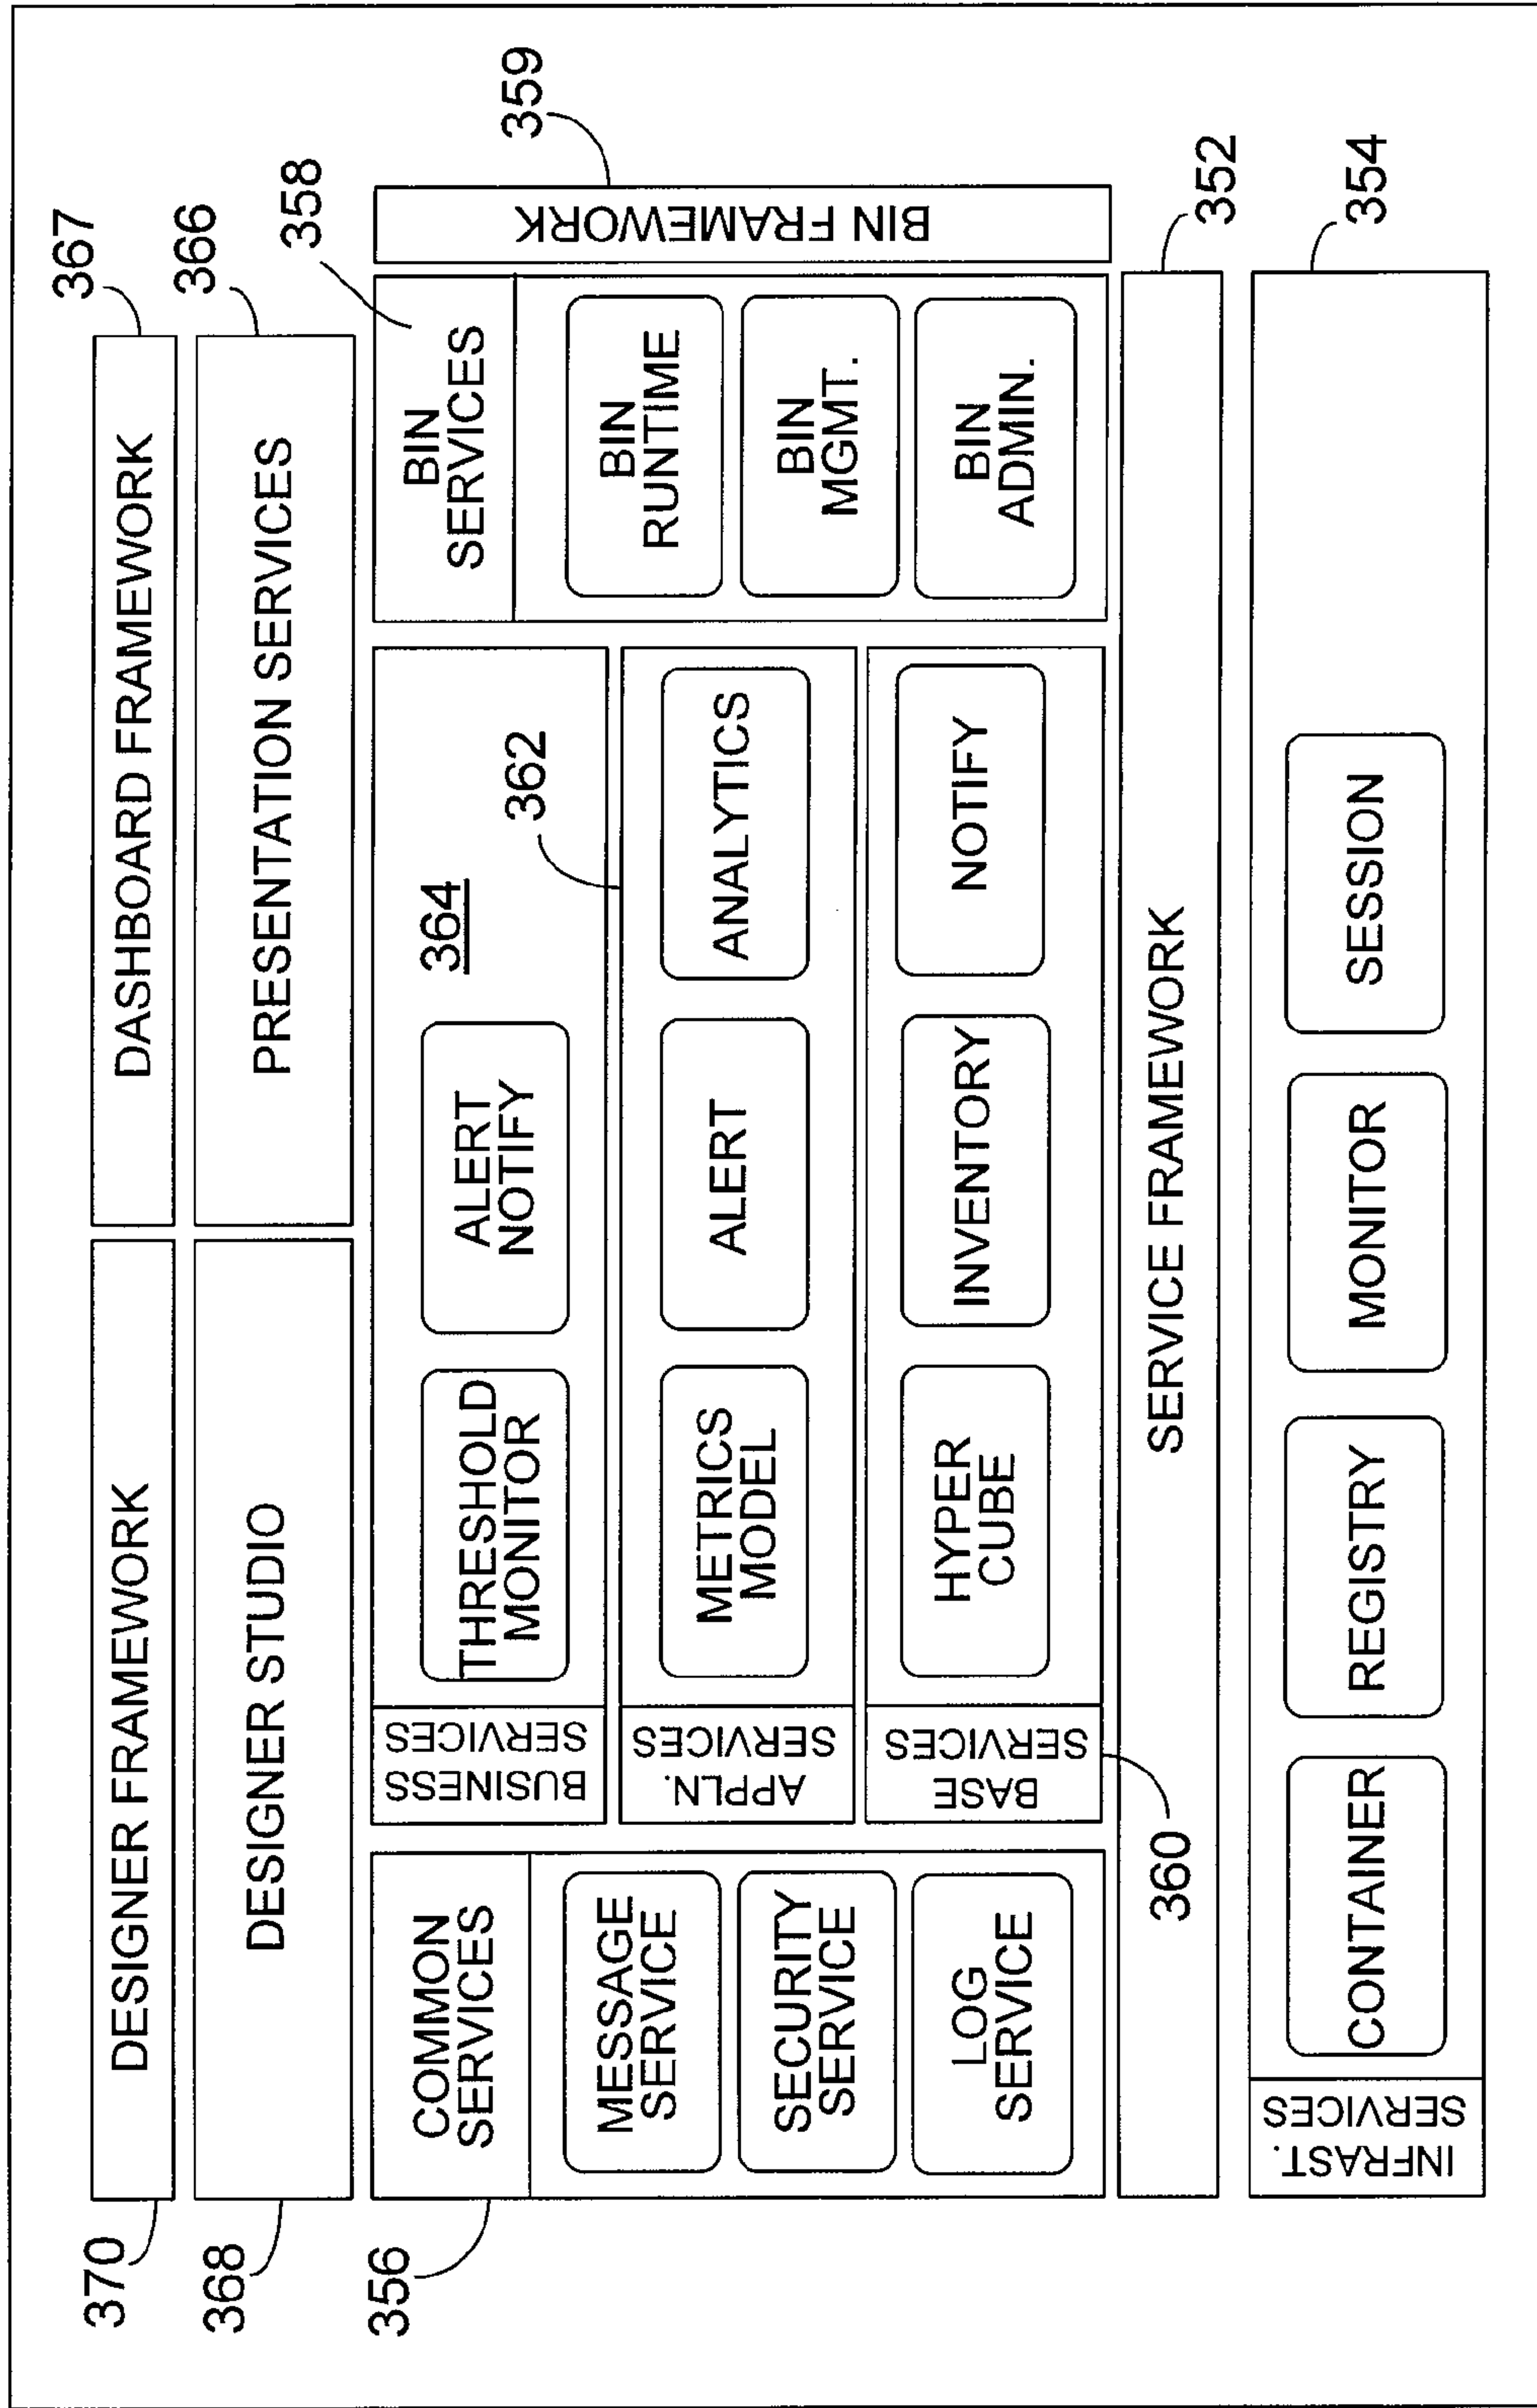 370
DESIGNER FRAMEWORK
DASHBOARD FRAMEWORK
367
368
DESIGNER STUDIO
PRESENTATION SERVICES
366
356
COMMON
SERVICES
MESSAGE
SERVICE
SECURITY
SERVICE
LOG
SERVICE
BUSINESS
SERVICES
THRESHOLD
MONITOR
ALERT
NOTIFY
364
APPLN.
SERVICES
METRICS
MODEL
ALERT
ANALYTICS
362
BASE
SERVICES
HYPER
CUBE
INVENTORY
NOTIFY
360
BIN
SERVICES
358
BIN
RUNTIME
BIN
MGMT.
BIN
ADMIN.
BIN FRAMEWORK
359
SERVICE FRAMEWORK
352
INFRAST.
SERVICES
CONTAINER
REGISTRY
MONITOR
SESSION
354